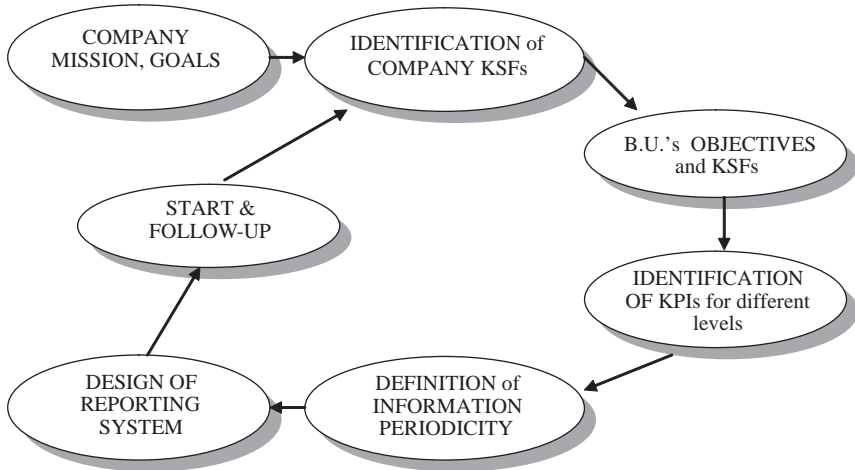 COMPANY
MISSION, GOALS
IDENTIFICATION of
COMPANY KSFs
B.U.'s OBJECTIVES
and KSFs
IDENTIFICATION
OF KPIs for different
levels
DEFINITION of
INFORMATION
PERIODICITY
DESIGN OF
REPORTING
SYSTEM
START &
FOLLOW-UP